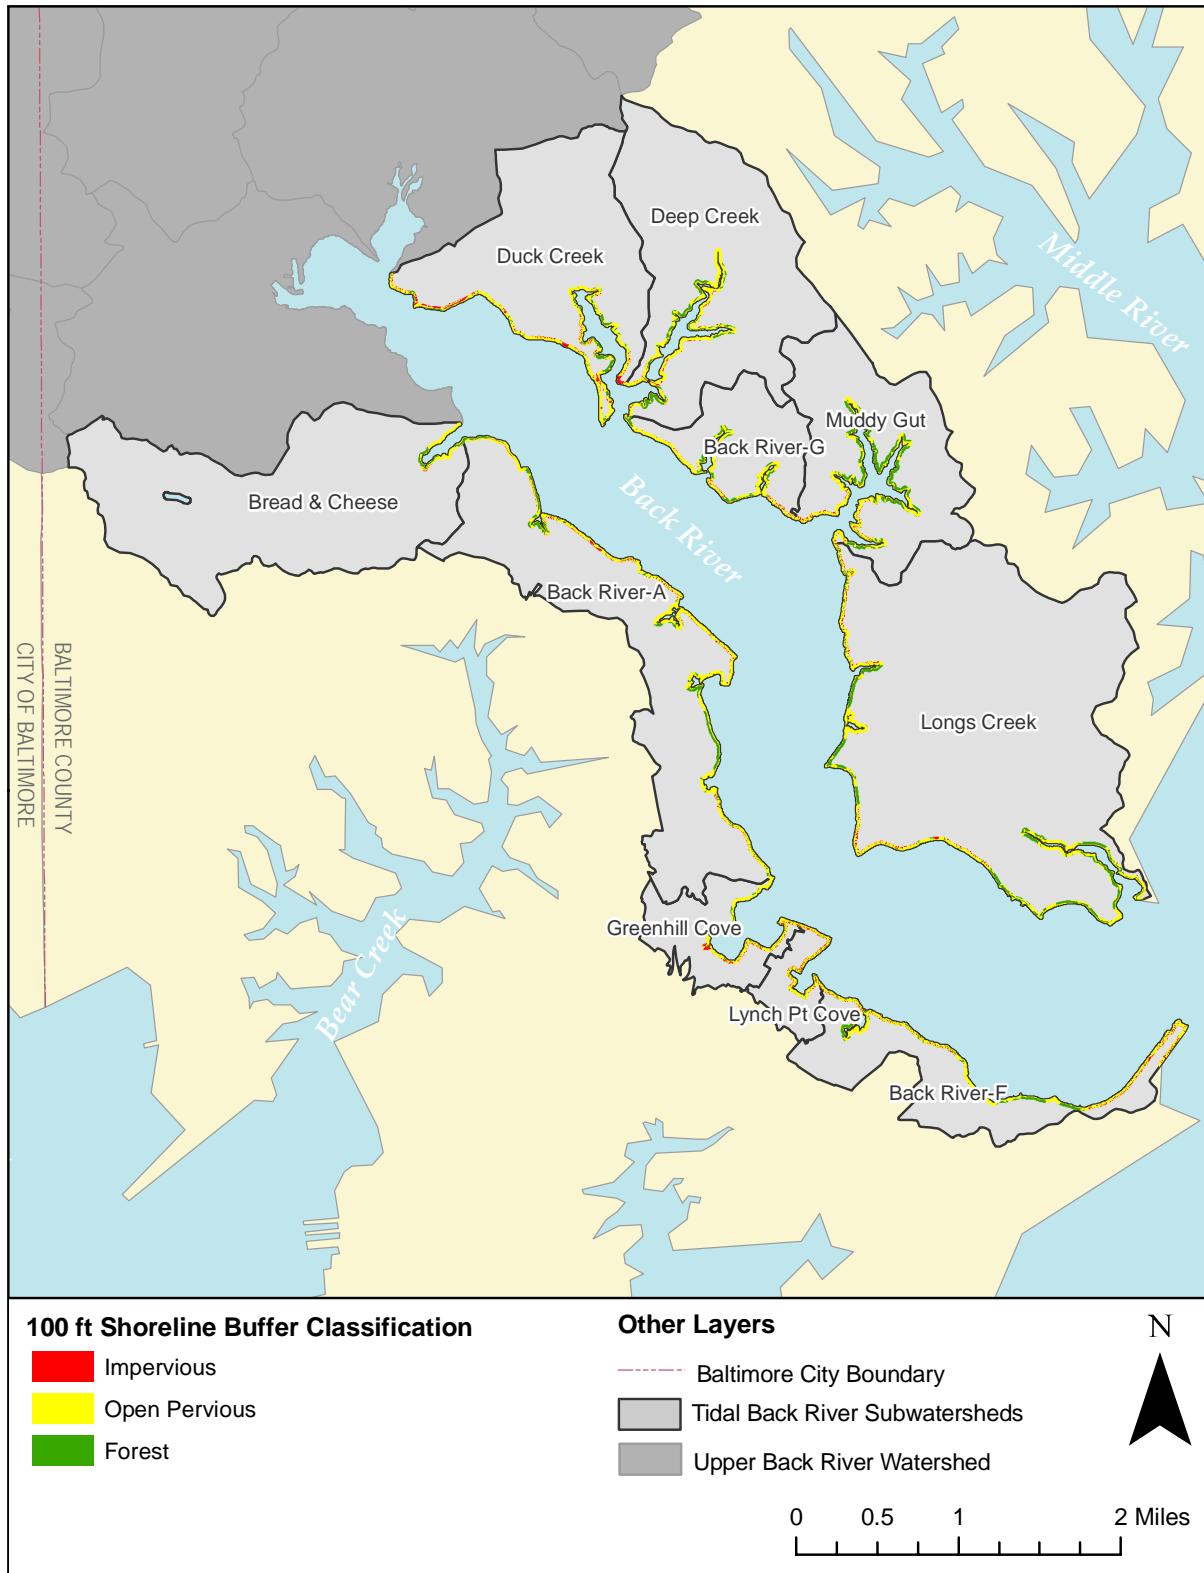 Deep Creek
Duck Creek
Middle River
Muddy Gut
Back River-G
Bread & Cheese
Back River
Back River-A
BALTIMORE COUNTY
CITY OF BALTIMORE
Longs Creek
Greenhill Cove
Bear Creek
Lynch Pt Cove
Back River-F
100 ft Shoreline Buffer Classification
Impervious
Open Pervious
Forest
Other Layers
Baltimore City Boundary
Tidal Back River Subwatersheds
Upper Back River Watershed
N
0 0.5 1 2 Miles